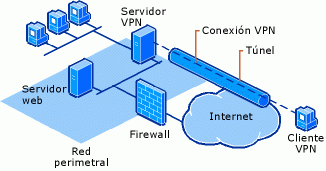 Servidor
VPN
Conexión VPN
Túnel
Servidor
web
Internet
Firewall
Cliente
VPN
Red
perimetral